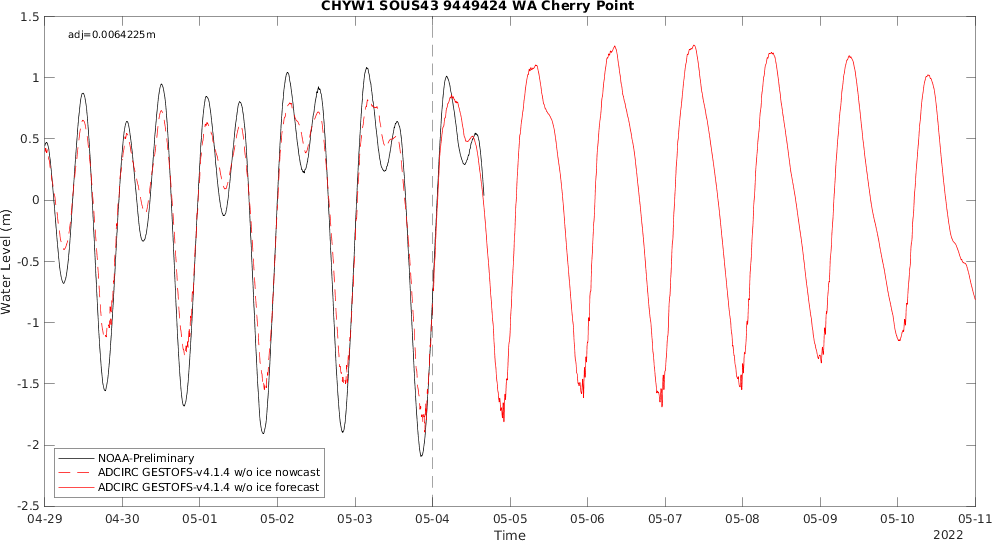 CHYW1 SOUS43 9449424 WA Cherry Point
adj=0.0064225m
1.5
1
0.5
0
-0.5
-1
-1.5
-2
-2.5
Water Level (m)
NOAA-Preliminary
ADCIRC GESTOFS-v4.1.4 w/o ice nowcast
ADCIRC GESTOFS-v4.1.4 w/o ice forecast
04-29 04-30 05-01 05-02 05-03 05-04 05-05 05-06 05-07 05-08 05-09 05-10 05-11
Time
2022